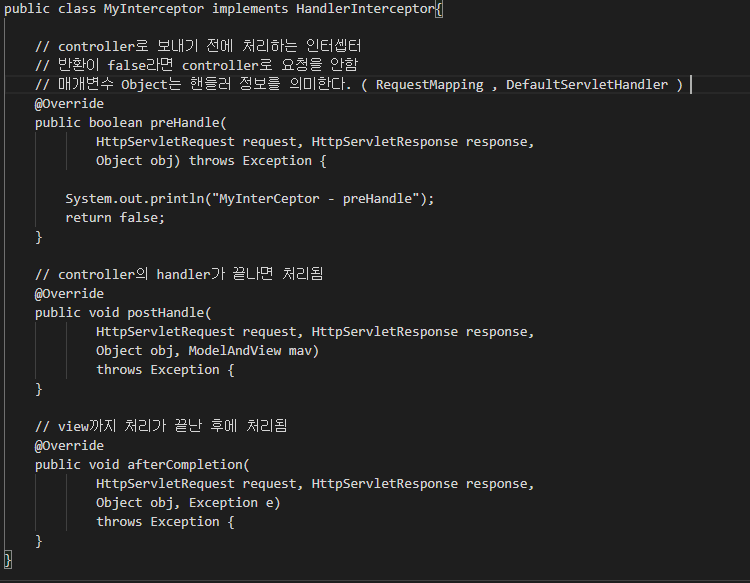 public class MyInterceptor implements HandlerInterceptor{
// controller로 보내기 전에 처리하는 인터셉터
// 반환이 false라면 controller로 요청을 안함
// 매개변수 Object는 핸들러 정보를 의미한다. ( RequestMapping , DefaultServletHandler )
@Override
public boolean preHandle(
HttpServletRequest request, HttpServletResponse response,
Object obj) throws Exception {
System.out.println("MyInterCeptor - preHandle");
return false;
}
// controller의 handler가 끝나면 처리됨
@Override
public void postHandle(
HttpServletRequest request, HttpServletResponse response,
Object obj, ModelAndView mav)
throws Exception {
}
// view까지 처리가 끝난 후에 처리됨
@Override
public void afterCompletion(
HttpServletRequest request, HttpServletResponse response,
Object obj, Exception e)
throws Exception {
}
}